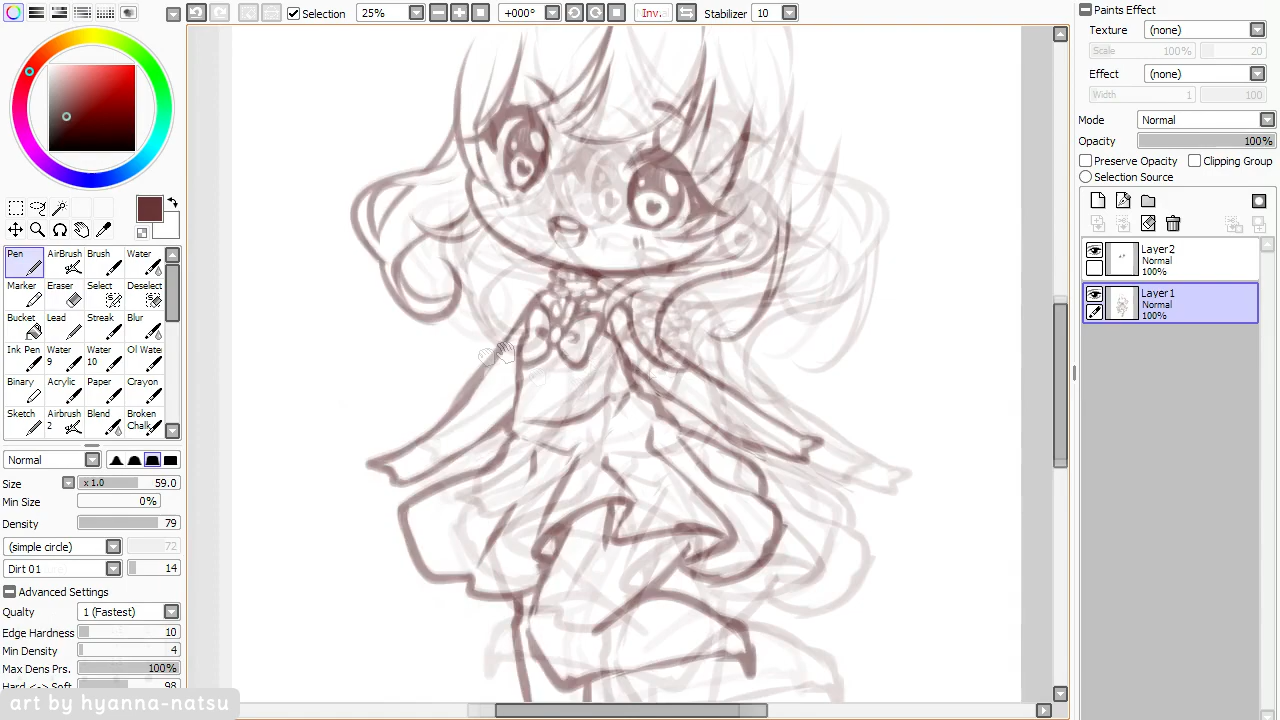 Selection 25% +000° Inv. Stabilizer 10
Paints Effect
Texture (none)
Scale 100% 20
Effect (none)
Width 1 100
Mode Normal
Opacity 100%
Preserve Opacity Clipping Group
Selection Source
Layer2
Normal
100%
Layer1
Normal
100%
Pen AirBrush Brush Water
Marker Eraser Select Deselect
Bucket Lead Streak Blur
Ink Pen Water 9 Water 10 Ol Wate
Binary Acrylic Paper Crayon
Sketch Airbrush 2 Blend Broken Chalk
Normal
Size x 1.0 59.0
Min Size 0%
Density 79
(simple circle) 72
Dirt 01 14
Advanced Settings
Qualty 1 (Fastest)
Edge Hardness 10
Min Density 4
Max Dens Prs. 100%
98
art by hyanna-natsu